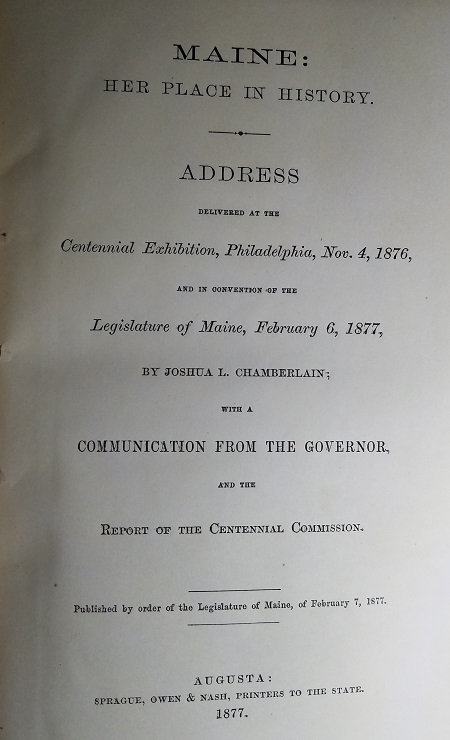 MAINE:
HER PLACE IN HISTORY.
ADDRESS
DELIVERED AT THE
Centennial Exhibition, Philadelphia, Nov. 4, 1876,
AND IN CONVENTION OF THE
Legislature of Maine, February 6, 1877,
BY JOSHUA L. CHAMBERLAIN;
WITH A
COMMUNICATION FROM THE GOVERNOR,
AND THE
REPORT OF THE CENTENNIAL COMMISSION.
Published by order of the Legislature of Maine, of February 7, 1877.
AUGUSTA:
SPRAGUE, OWEN & NASH, PRINTERS TO THE STATE.
1877.